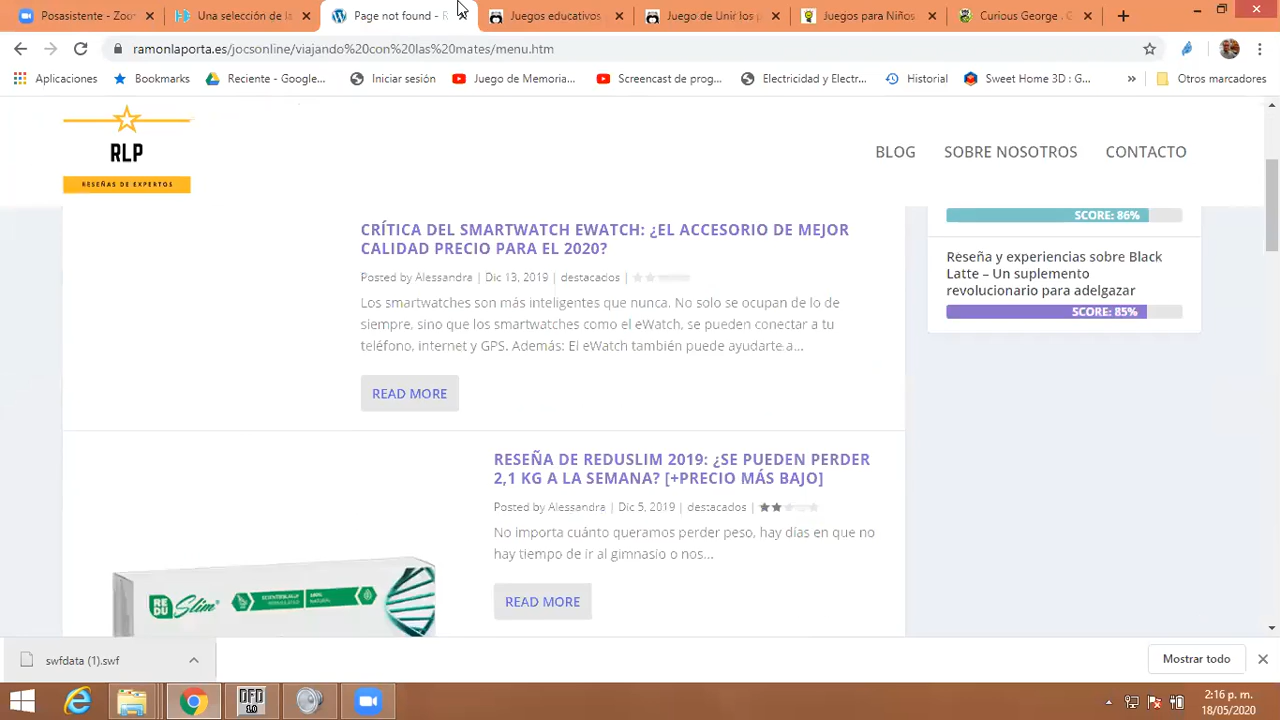 Posasistente - Zoo
Una selección de la
Page not found - R
Juegos educativos
Juego de Unir los p
Juegos para Niños
Curious George . G
ramonlaporta.es/jocsonline/viajando%20con%20las%20mates/menu.htm
Aplicaciones
Bookmarks
Reciente - Google...
Iniciar sesión
Juego de Memoria...
Screencast de prog...
Electricidad y Electr...
Historial
Sweet Home 3D : G...
»
Otros marcadores
RLP
RESEÑAS DE EXPERTOS
BLOG
SOBRE NOSOTROS
CONTACTO
CRÍTICA DEL SMARTWATCH EWATCH: ¿EL ACCESORIO DE MEJOR
CALIDAD PRECIO PARA EL 2020?
Posted by Alessandra | Dic 13, 2019 | destacados |
Los smartwatches son más inteligentes que nunca. No solo se ocupan de lo de
siempre, sino que los smartwatches como el eWatch, se pueden conectar a tu
teléfono, internet y GPS. Además: El eWatch también puede ayudarte a...
READ MORE
SCORE: 86%
Reseña y experiencias sobre Black
Latte – Un suplemento
revolucionario para adelgazar
SCORE: 85%
RESEÑA DE REDUSLIM 2019: ¿SE PUEDEN PERDER
2,1 KG A LA SEMANA? [+PRECIO MÁS BAJO]
Posted by Alessandra | Dic 5, 2019 | destacados |
No importa cuánto queramos perder peso, hay días en que no
hay tiempo de ir al gimnasio o nos...
READ MORE
REDU
Slim
swfdata (1).swf
Mostrar todo
2:16 p. m.
18/05/2020